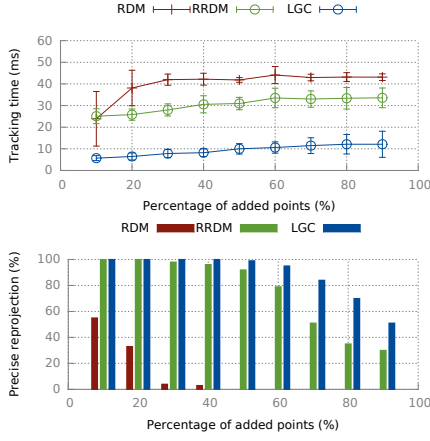 RDM RRDM LGC
60
50
40
30
20
10
0
0 20 40 60 80 100
Tracking time (ms)
Percentage of added points (%)
RDM RRDM LGC
100
80
60
40
20
0
0 20 40 60 80 100
Precise reprojection (%)
Percentage of added points (%)